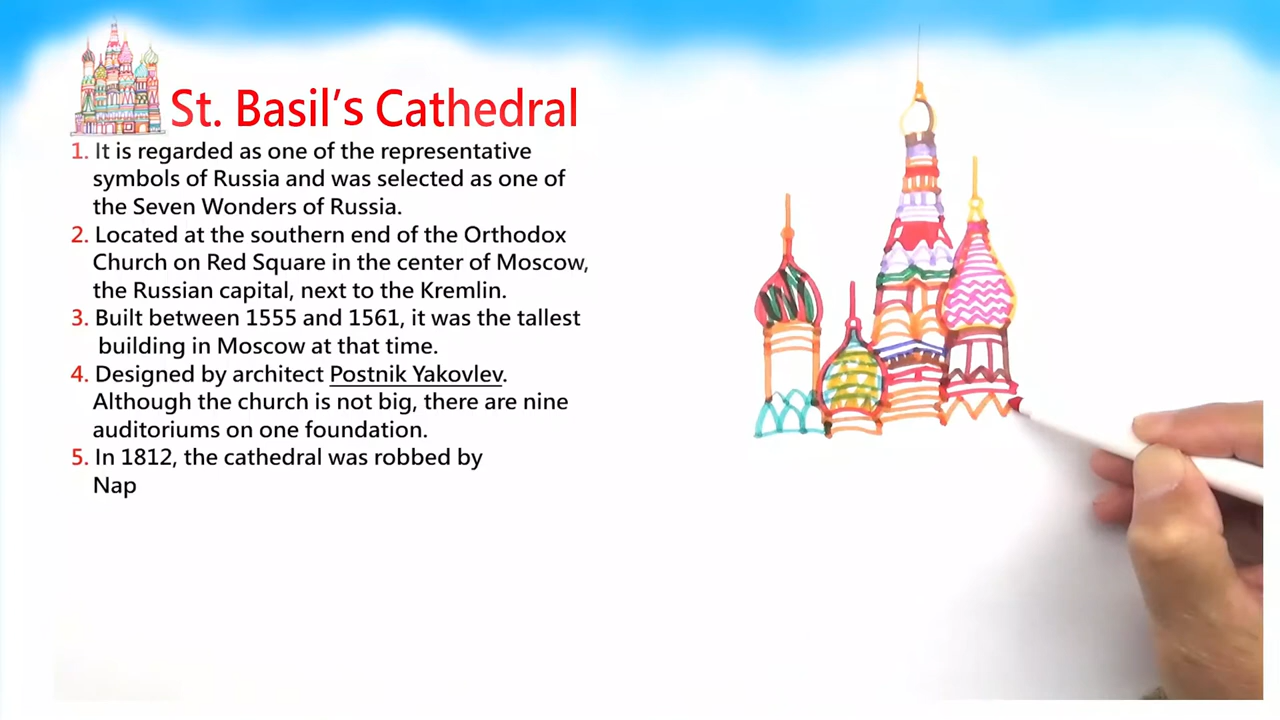 St. Basil's Cathedral
1. It is regarded as one of the representative
symbols of Russia and was selected as one of
the Seven Wonders of Russia.
2. Located at the southern end of the Orthodox
Church on Red Square in the center of Moscow,
the Russian capital, next to the Kremlin.
3. Built between 1555 and 1561, it was the tallest
building in Moscow at that time.
4. Designed by architect Postnik Yakovlev.
Although the church is not big, there are nine
auditoriums on one foundation.
5. In 1812, the cathedral was robbed by
Nap